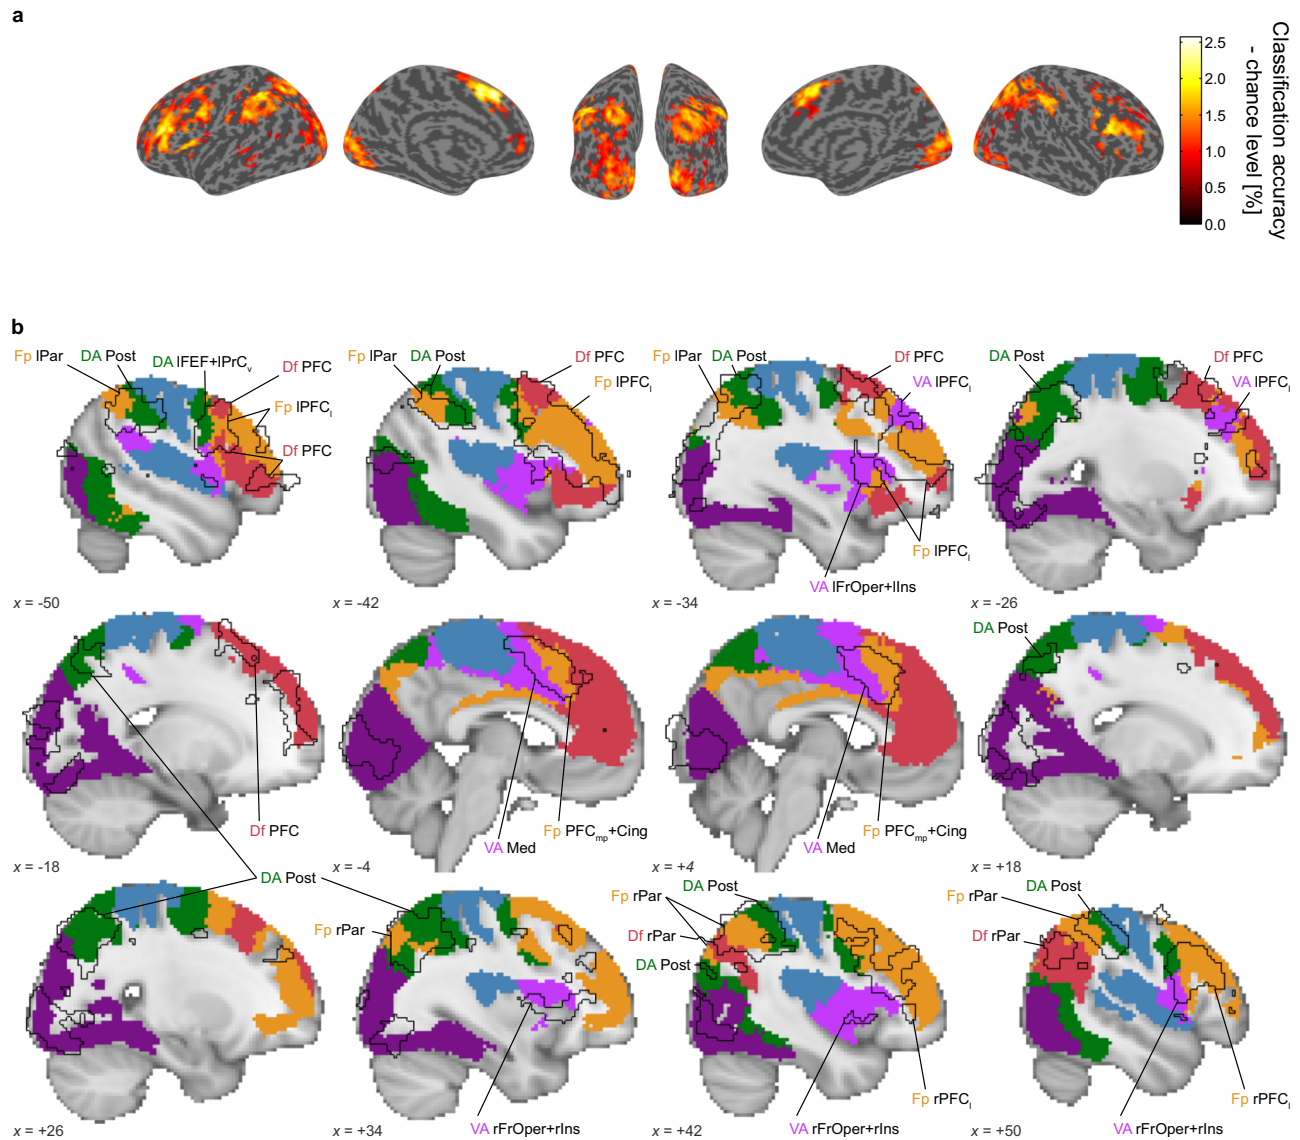 a
Classification accuracy
- chance level [%]
2.5
2.0
1.5
1.0
0.5
0.0
b
Fp lPar
DA Post
DA lFEF+lPrCv
Df PFC
Fp lPFCl
Df PFC
x = -50
Fp lPar
DA Post
Df PFC
Fp lPFCl
x = -42
Fp lPar
DA Post
Df PFC
VA lPFCl
Fp lPFCl
VA lFrOper+lIns
x = -34
DA Post
Df PFC
VA lPFCl
x = -26
Df PFC
x = -18
Fp PFCmp+Cing
VA Med
x = -4
Fp PFCmp+Cing
VA Med
x = +4
DA Post
x = +18
DA Post
x = +26
Fp rPar
VA rFrOper+rIns
x = +34
Fp rPar
DA Post
Df rPar
DA Post
Fp rPFCl
VA rFrOper+rIns
x = +42
Fp rPar
DA Post
Df rPar
Fp rPFCl
VA rFrOper+rIns
x = +50